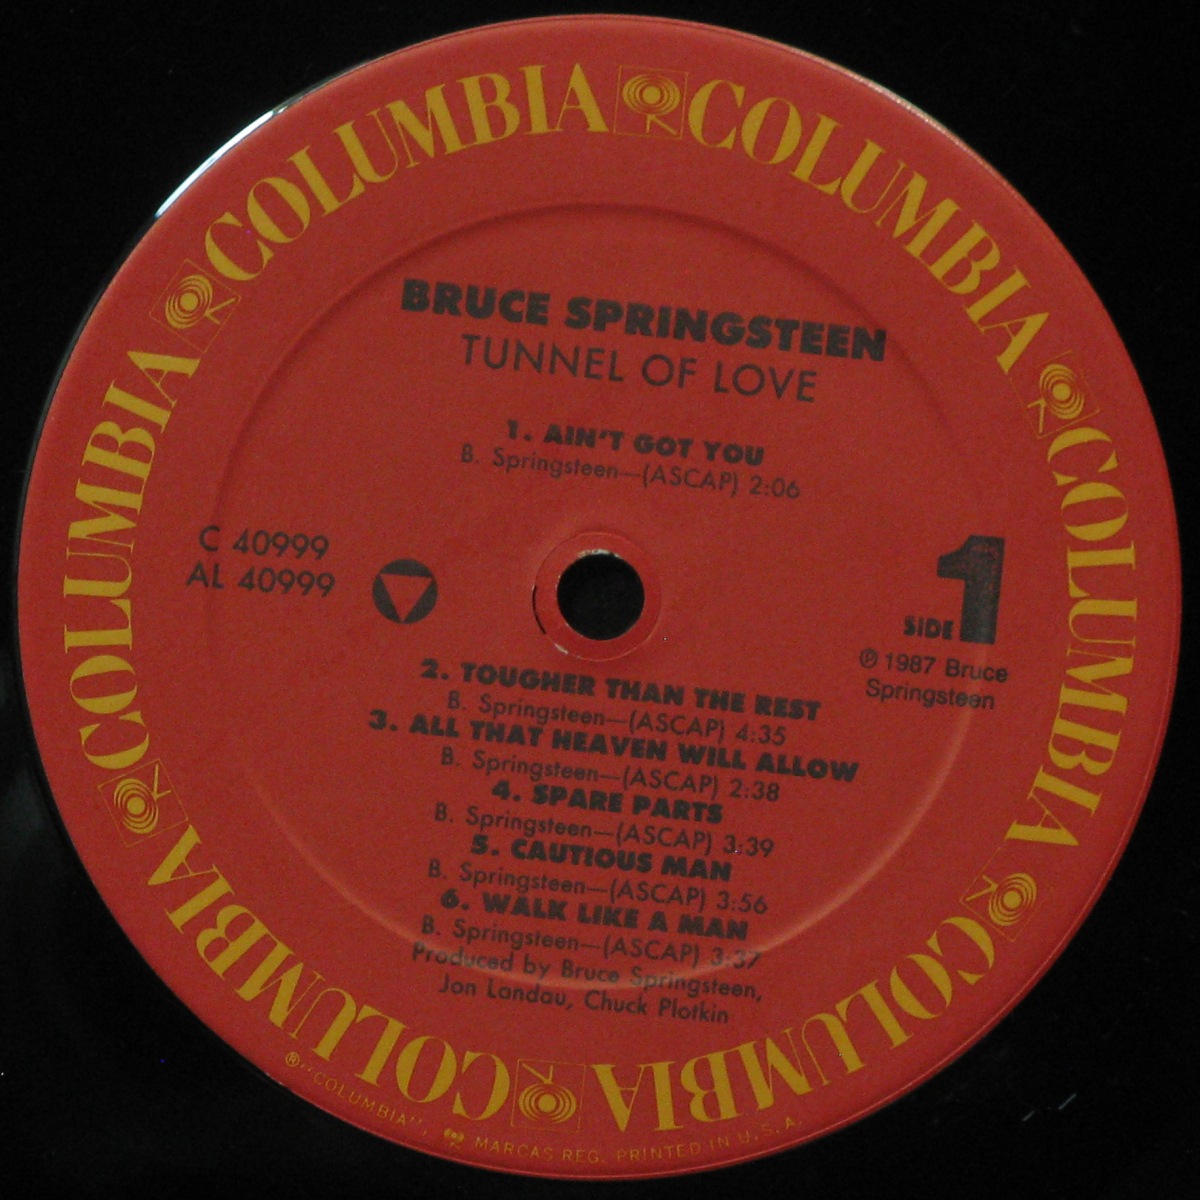 COLUMBIA COLUMBIA COLUMBIA COLUMBIA COLUMBIA COLUMBIA
BRUCE SPRINGSTEEN
TUNNEL OF LOVE
1. AIN'T GOT YOU
B. Springsteen—(ASCAP) 2:06
C 40999
AL 40999
SIDE 1
℗ 1987 Bruce
Springsteen
2. TOUGHER THAN THE REST
B. Springsteen—(ASCAP) 4:35
3. ALL THAT HEAVEN WILL ALLOW
B. Springsteen—(ASCAP) 2:38
4. SPARE PARTS
B. Springsteen—(ASCAP) 3:39
5. CAUTIOUS MAN
B. Springsteen—(ASCAP) 3:56
6. WALK LIKE A MAN
B. Springsteen—(ASCAP) 3:37
Produced by Bruce Springsteen,
Jon Landau, Chuck Plotkin
®"COLUMBIA", MARCAS REG. PRINTED IN U.S.A.